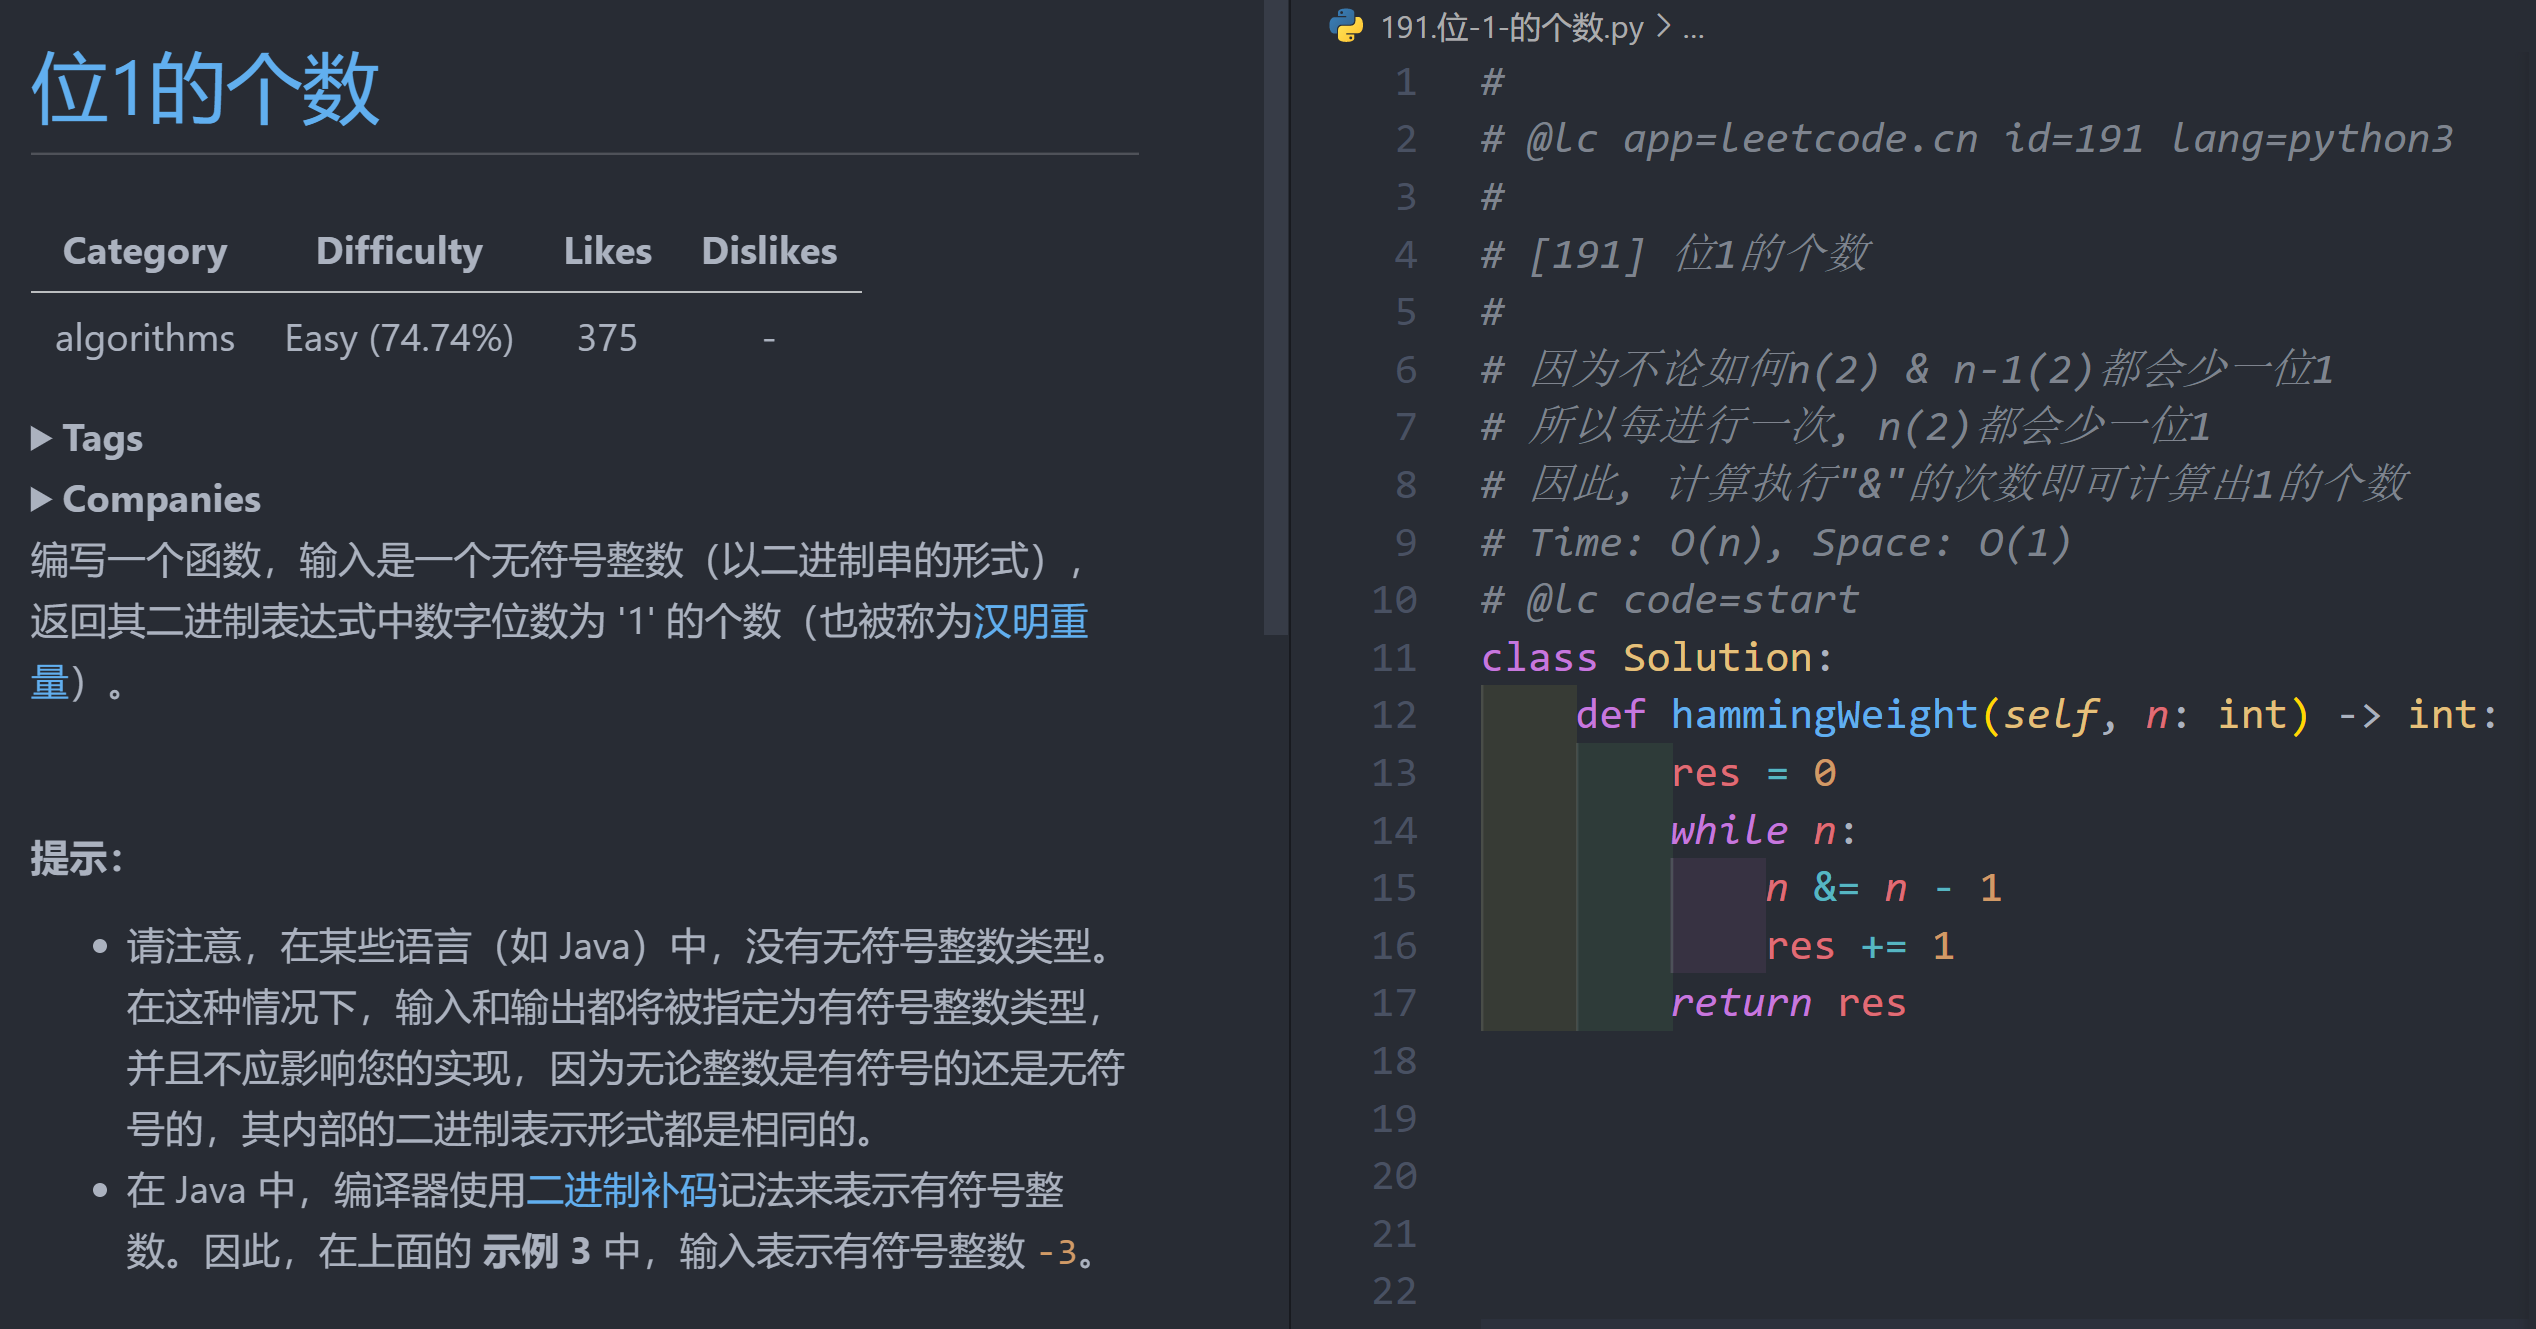 位1的个数
Category Difficulty Likes Dislikes
algorithms Easy (74.74%) 375 -
Tags
Companies
编写一个函数，输入是一个无符号整数（以二进制串的形式），
返回其二进制表达式中数字位数为 '1' 的个数（也被称为汉明重
量）。
提示：
请注意，在某些语言（如 Java）中，没有无符号整数类型。
在这种情况下，输入和输出都将被指定为有符号整数类型，
并且不应影响您的实现，因为无论整数是有符号的还是无符
号的，其内部的二进制表示形式都是相同的。
在 Java 中，编译器使用二进制补码记法来表示有符号整
数。因此，在上面的 示例 3 中，输入表示有符号整数 -3。
191.位-1-的个数.py > ...
1 #
2 # @lc app=leetcode.cn id=191 lang=python3
3 #
4 # [191] 位1的个数
5 #
6 # 因为不论如何n(2) & n-1(2)都会少一位1
7 # 所以每进行一次, n(2)都会少一位1
8 # 因此, 计算执行"&"的次数即可计算出1的个数
9 # Time: O(n), Space: O(1)
10 # @lc code=start
11 class Solution:
12 def hammingWeight(self, n: int) -> int:
13 res = 0
14 while n:
15 n &= n - 1
16 res += 1
17 return res
18
19
20
21
22